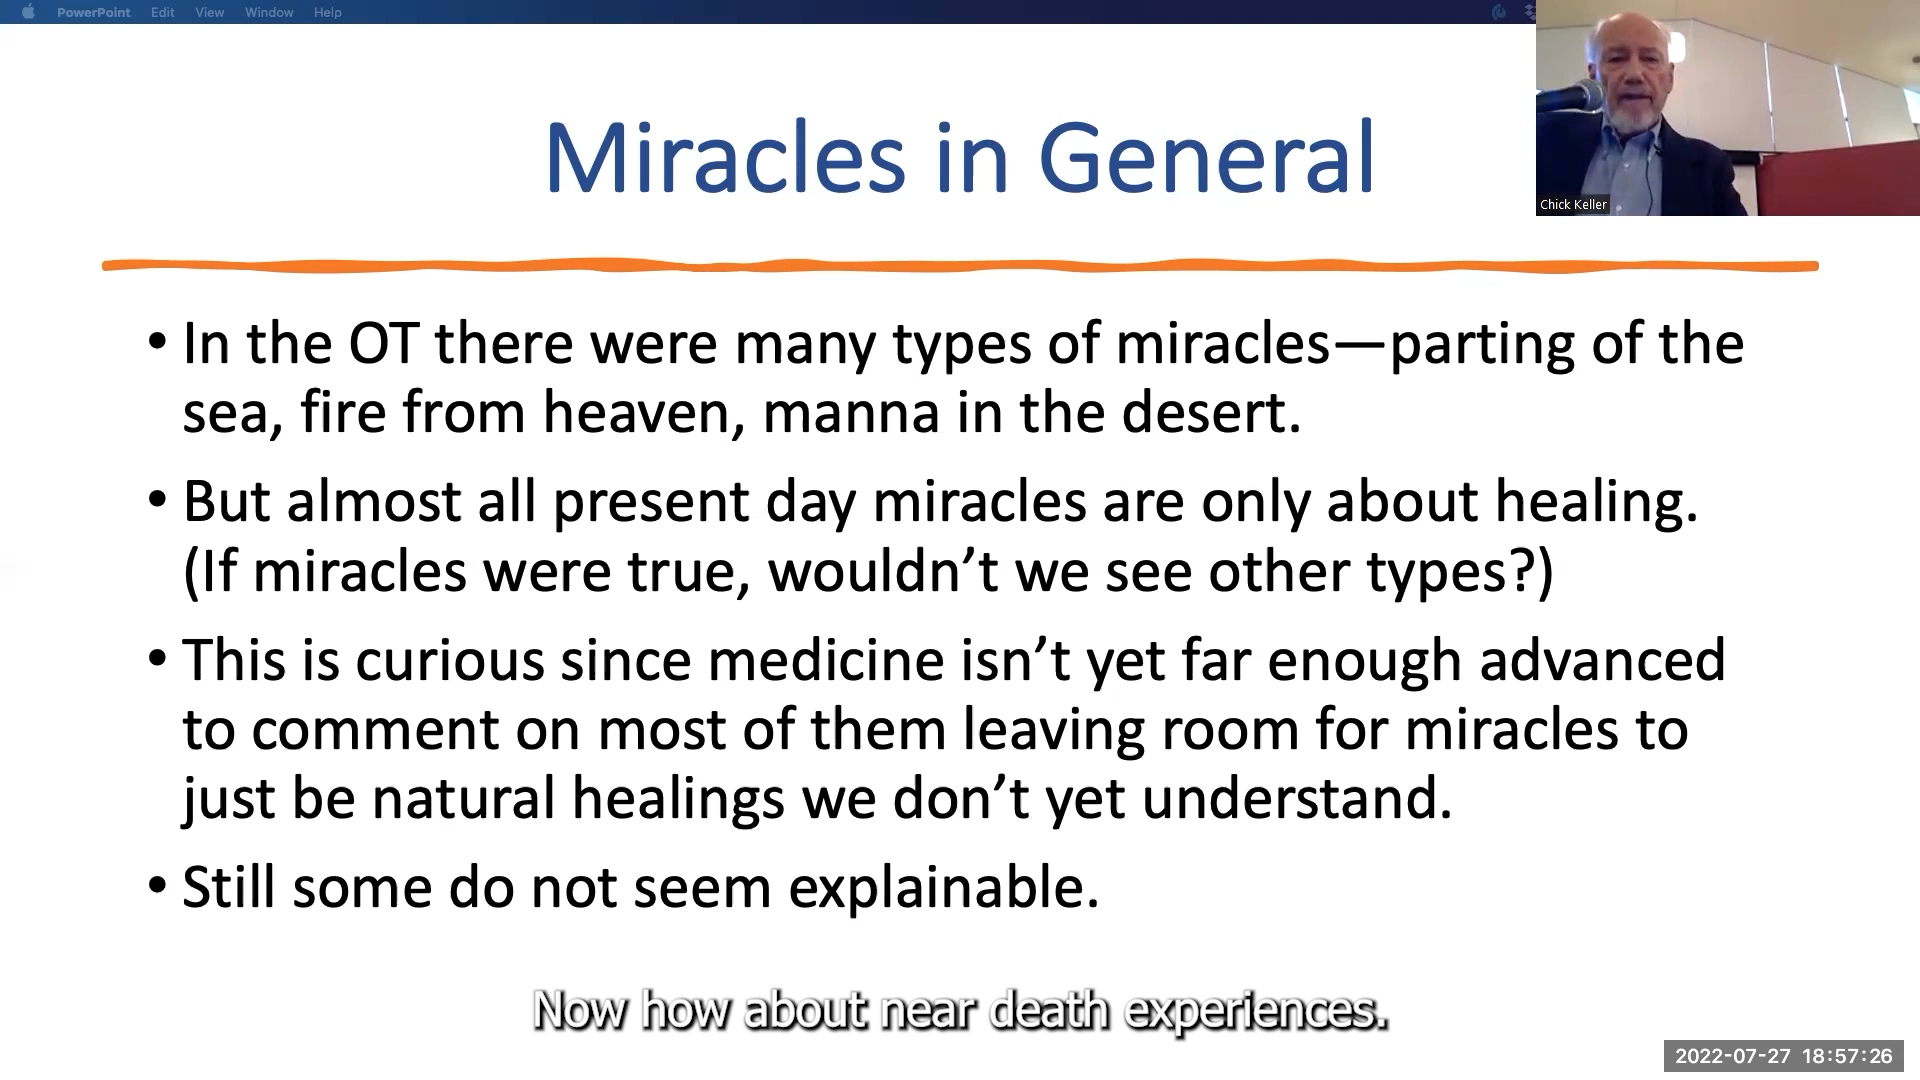 PowerPoint Edit View Window Help
Chick Keller
Miracles in General
• In the OT there were many types of miracles—parting of the
sea, fire from heaven, manna in the desert.
• But almost all present day miracles are only about healing.
(If miracles were true, wouldn’t we see other types?)
• This is curious since medicine isn’t yet far enough advanced
to comment on most of them leaving room for miracles to
just be natural healings we don’t yet understand.
• Still some do not seem explainable.
Now how about near death experiences.
2022-07-27 18:57:26